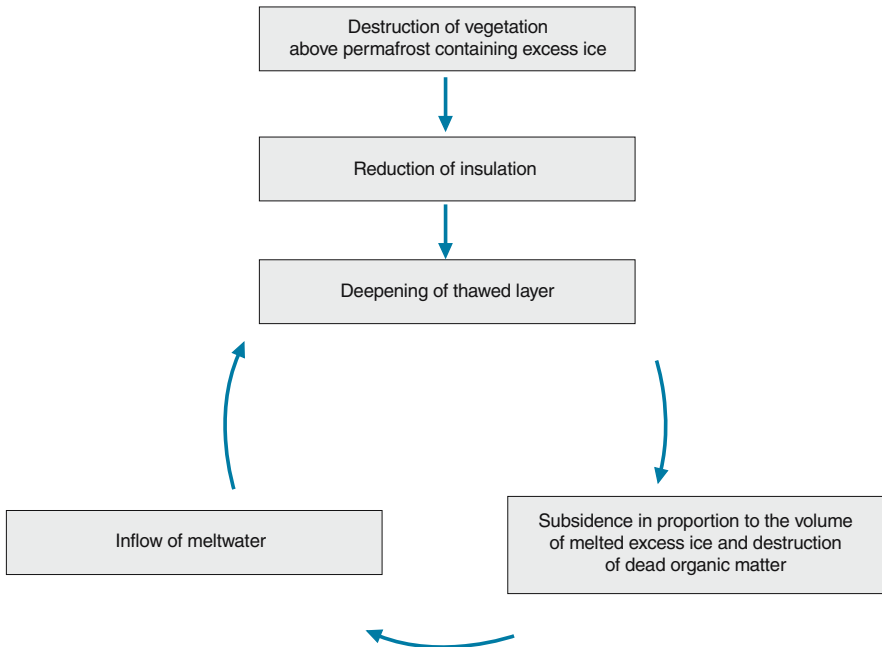 Destruction of vegetation
above permafrost containing excess ice
Reduction of insulation
Deepening of thawed layer
Subsidence in proportion to the volume
of melted excess ice and destruction
of dead organic matter
Inflow of meltwater